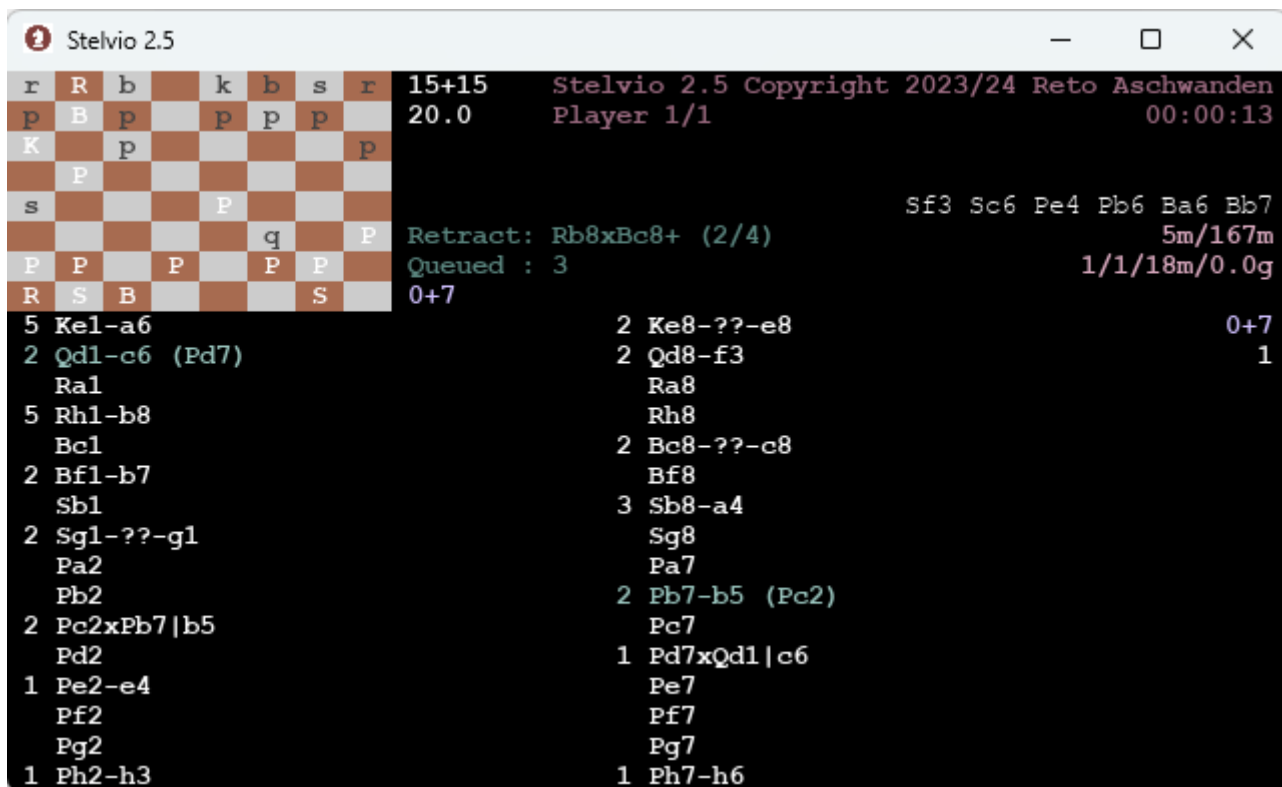 Stelvio 2.5
r R b k b s r 15+15 Stelvio 2.5 Copyright 2023/24 Reto Aschwanden
p B p p p p 20.0 Player 1/1 00:00:13
K p p
P
s P Sf3 Sc6 Pe4 Pb6 Ba6 Bb7
q P Retract: Rb8xBc8+ (2/4) 5m/167m
P P P P P Queued : 3 1/1/18m/0.0g
R S B S 0+7
5 Ke1-a6 2 Ke8-??-e8 0+7
2 Qd1-c6 (Pd7) 2 Qd8-f3 1
Ra1 Ra8
5 Rh1-b8 Rh8
Bc1 2 Bc8-??-c8
2 Bf1-b7 Bf8
Sb1 3 Sb8-a4
2 Sg1-??-g1 Sg8
Pa2 Pa7
Pb2 2 Pb7-b5 (Pc2)
2 Pc2xPb7|b5 Pc7
Pd2 1 Pd7xQd1|c6
1 Pe2-e4 Pe7
Pf2 Pf7
Pg2 Pg7
1 Ph2-h3 1 Ph7-h6